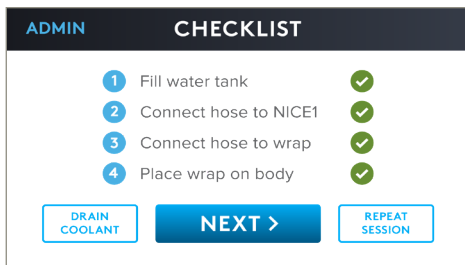 ADMIN CHECKLIST
1 Fill water tank
2 Connect hose to NICE1
3 Connect hose to wrap
4 Place wrap on body
DRAIN
COOLANT
NEXT >
REPEAT
SESSION